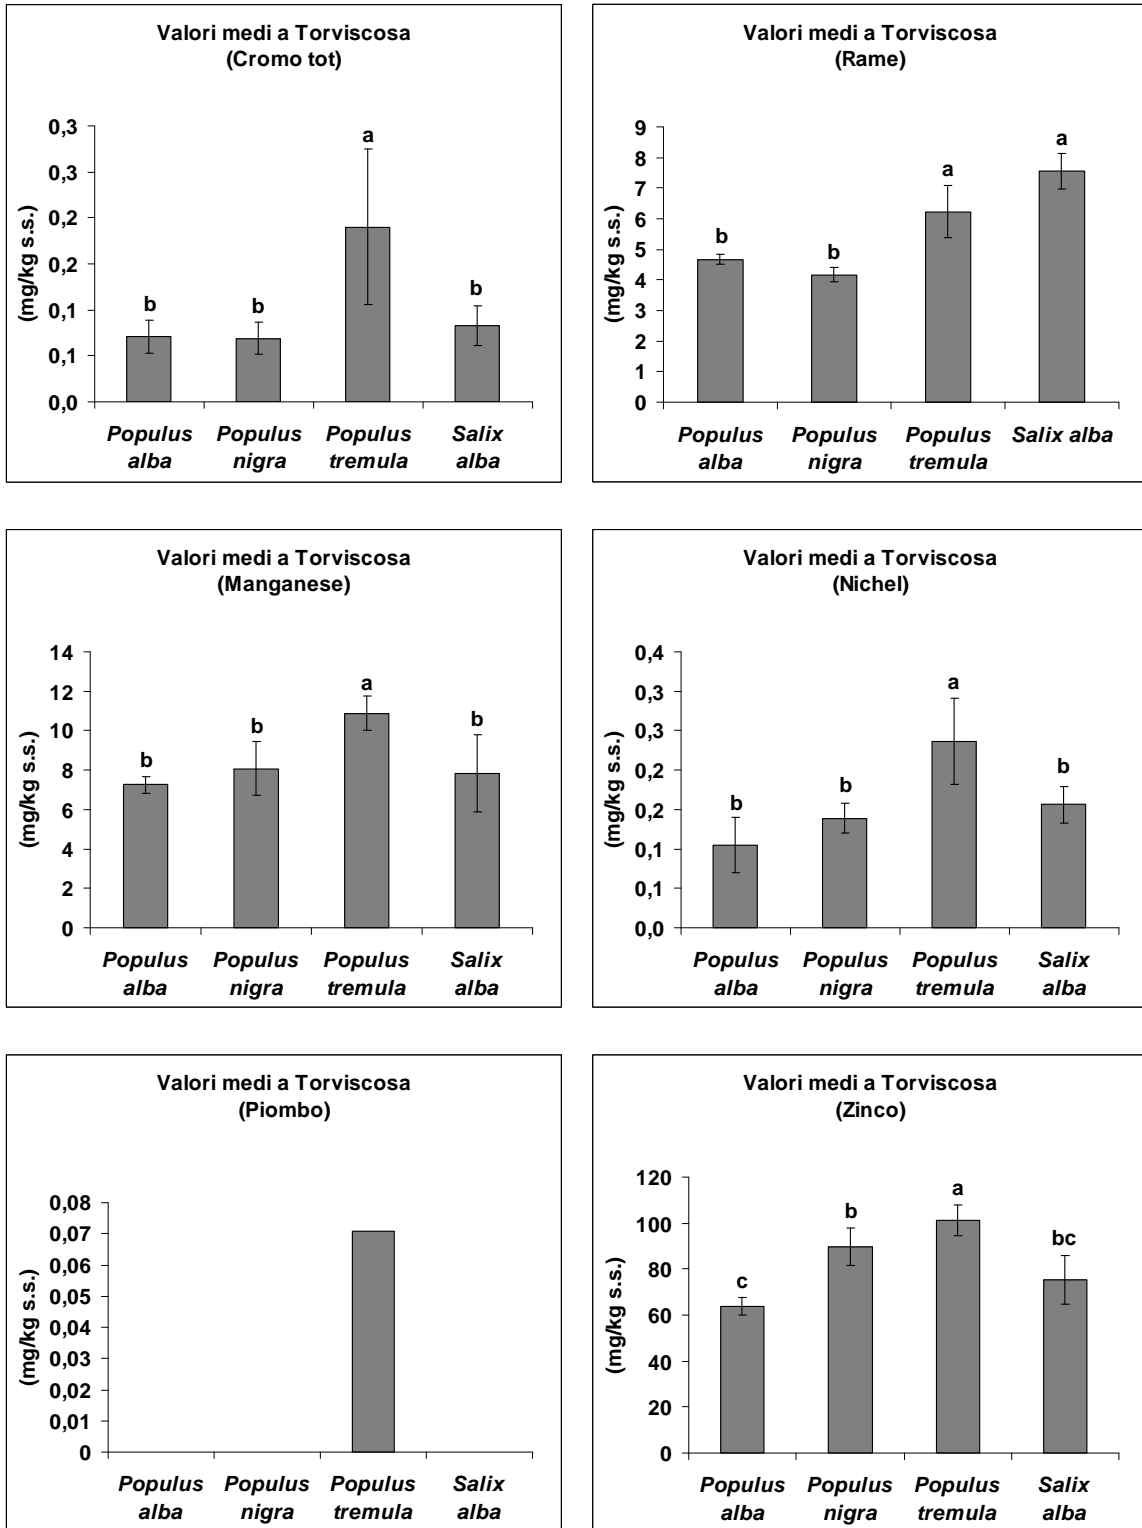 Valori medi a Torviscosa
(Cromo tot)
(mg/kg s.s.)
0,3
0,3
0,2
0,2
0,1
0,1
0,0
b
b
a
b
Populus alba
Populus nigra
Populus tremula
Salix alba
Valori medi a Torviscosa
(Rame)
(mg/kg s.s.)
9
8
7
6
5
4
3
2
1
0
b
b
a
a
Populus alba
Populus nigra
Populus tremula
Salix alba
Valori medi a Torviscosa
(Manganese)
(mg/kg s.s.)
14
12
10
8
6
4
2
0
b
b
a
b
Populus alba
Populus nigra
Populus tremula
Salix alba
Valori medi a Torviscosa
(Nichel)
(mg/kg s.s.)
0,4
0,3
0,3
0,2
0,2
0,1
0,1
0,0
b
b
a
b
Populus alba
Populus nigra
Populus tremula
Salix alba
Valori medi a Torviscosa
(Piombo)
(mg/kg s.s.)
0,08
0,07
0,06
0,05
0,04
0,03
0,02
0,01
0
Populus alba
Populus nigra
Populus tremula
Salix alba
Valori medi a Torviscosa
(Zinco)
(mg/kg s.s.)
120
100
80
60
40
20
0
c
b
a
bc
Populus alba
Populus nigra
Populus tremula
Salix alba